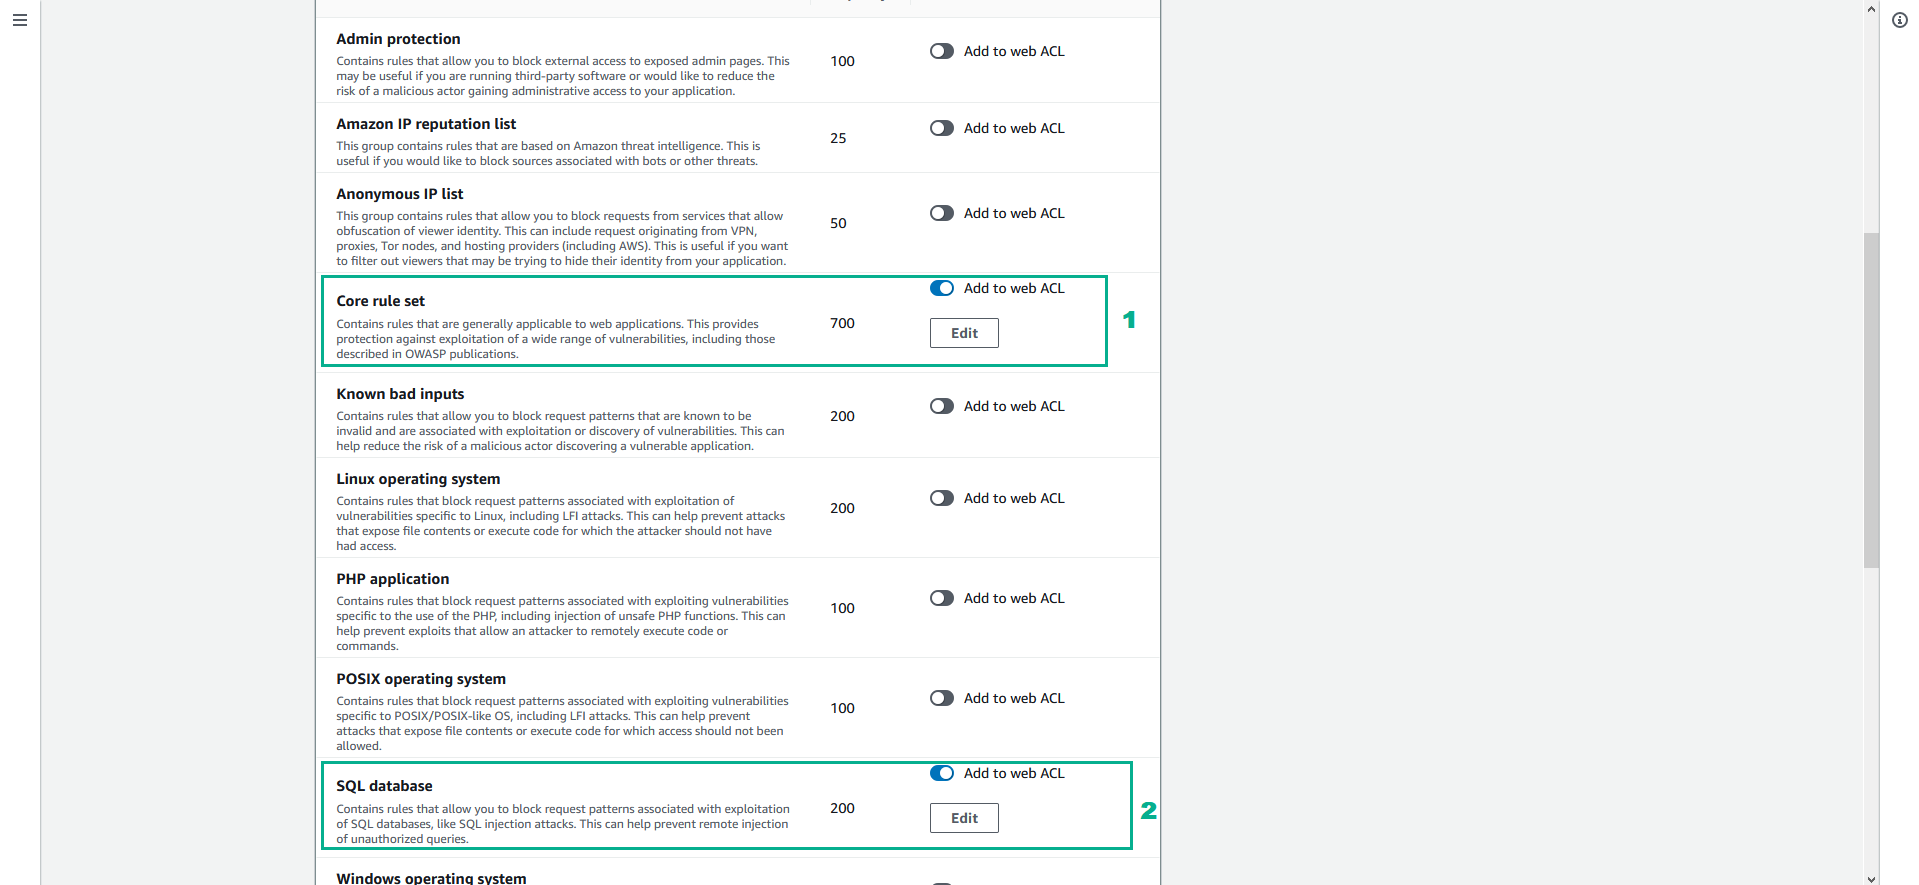 Admin protection
Contains rules that allow you to block external access to exposed admin pages. This
may be useful if you are running third-party software or would like to reduce the
risk of a malicious actor gaining administrative access to your application.
100
Add to web ACL
Amazon IP reputation list
This group contains rules that are based on Amazon threat intelligence. This is
useful if you would like to block sources associated with bots or other threats.
25
Add to web ACL
Anonymous IP list
This group contains rules that allow you to block requests from services that allow
obfuscation of viewer identity. This can include request originating from VPN,
proxies, Tor nodes, and hosting providers (including AWS). This is useful if you want
to filter out viewers that may be trying to hide their identity from your application.
50
Add to web ACL
Core rule set
Contains rules that are generally applicable to web applications. This provides
protection against exploitation of a wide range of vulnerabilities, including those
described in OWASP publications.
700
Add to web ACL
Edit
1
Known bad inputs
Contains rules that allow you to block request patterns that are known to be
invalid and are associated with exploitation or discovery of vulnerabilities. This can
help reduce the risk of a malicious actor discovering a vulnerable application.
200
Add to web ACL
Linux operating system
Contains rules that block request patterns associated with exploitation of
vulnerabilities specific to Linux, including LFI attacks. This can help prevent attacks
that expose file contents or execute code for which the attacker should not have
had access.
200
Add to web ACL
PHP application
Contains rules that block request patterns associated with exploiting vulnerabilities
specific to the use of the PHP, including injection of unsafe PHP functions. This can
help prevent exploits that allow an attacker to remotely execute code or
commands.
100
Add to web ACL
POSIX operating system
Contains rules that block request patterns associated with exploiting vulnerabilities
specific to POSIX/POSIX-like OS, including LFI attacks. This can help prevent
attacks that expose file contents or execute code for which access should not been
allowed.
100
Add to web ACL
SQL database
Contains rules that allow you to block request patterns associated with exploitation
of SQL databases, like SQL injection attacks. This can help prevent remote injection
of unauthorized queries.
200
Add to web ACL
Edit
2
Windows operating system